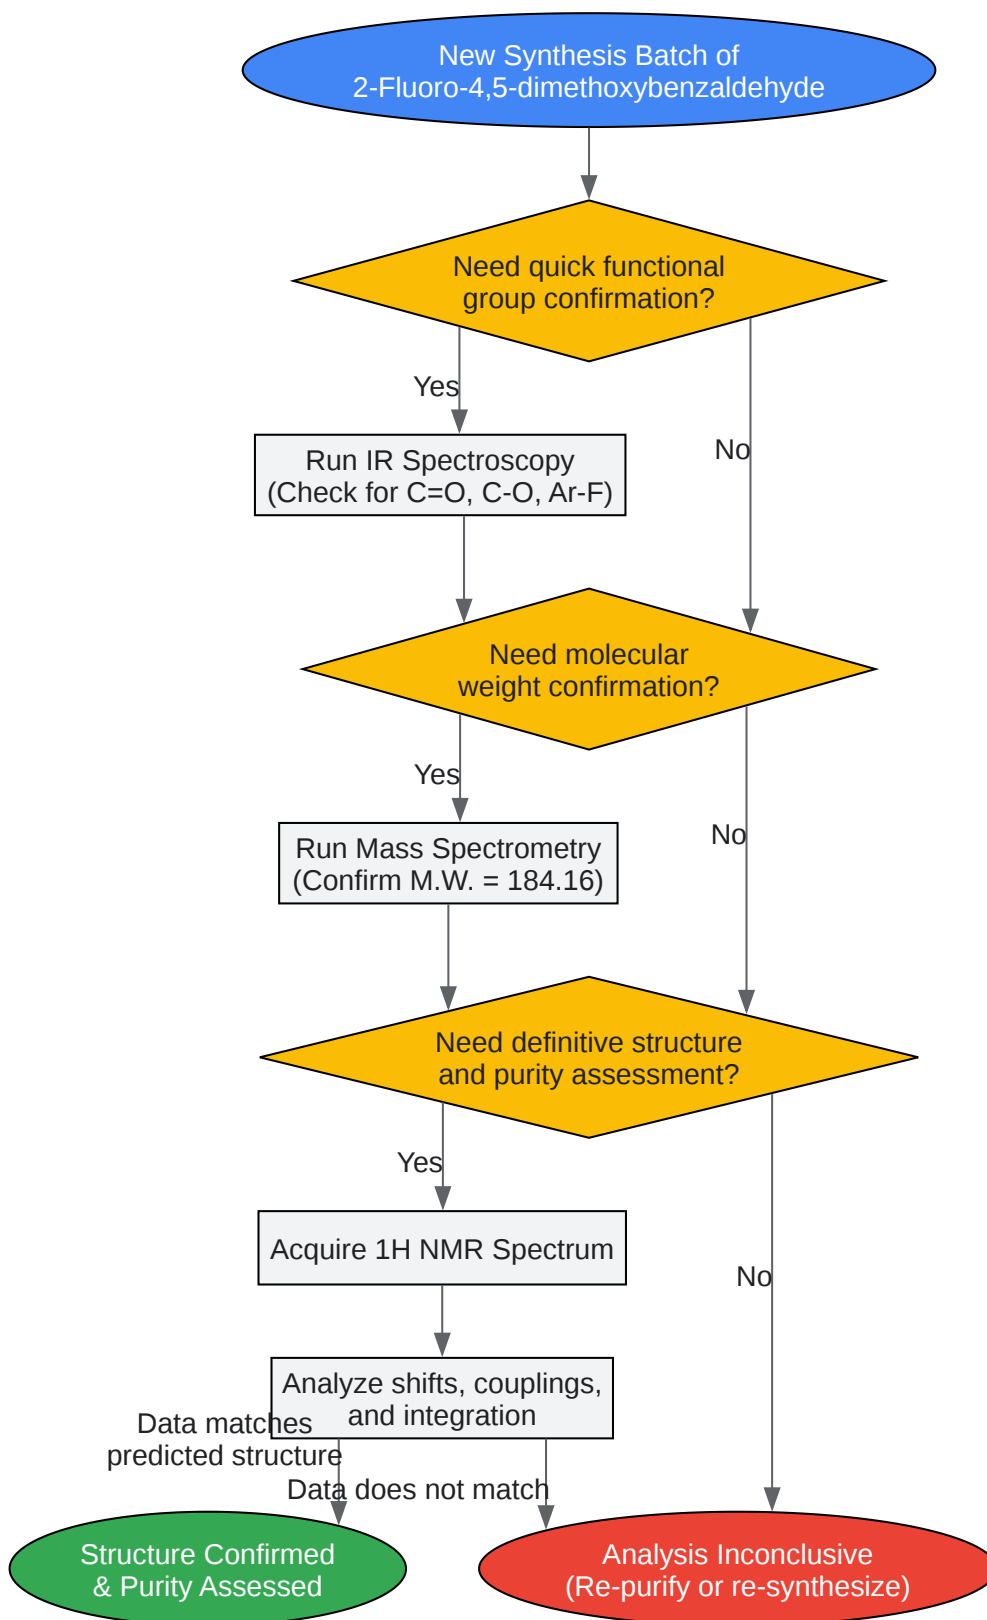 New Synthesis Batch of
2-Fluoro-4,5-dimethoxybenzaldehyde
Need quick functional
group confirmation?
Yes
No
Run IR Spectroscopy
(Check for C=O, C-O, Ar-F)
Need molecular
weight confirmation?
Yes
No
Run Mass Spectrometry
(Confirm M.W. = 184.16)
Need definitive structure
and purity assessment?
Yes
No
Acquire 1H NMR Spectrum
Analyze shifts, couplings,
and integration
Data matches
predicted structure
Data does not match
Structure Confirmed
& Purity Assessed
Analysis Inconclusive
(Re-purify or re-synthesize)